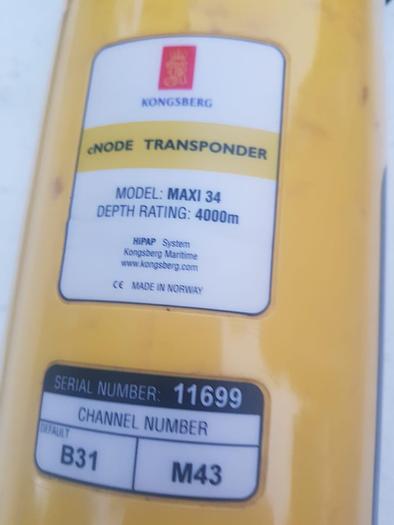 KONGSBERG
cNODE TRANSPONDER
MODEL: MAXI 34
DEPTH RATING: 4000m
HiPAP System
Kongsberg Maritime
www.kongsberg.com
CE MADE IN NORWAY
SERIAL NUMBER: 11699
CHANNEL NUMBER
DEFAULT
B31 M43